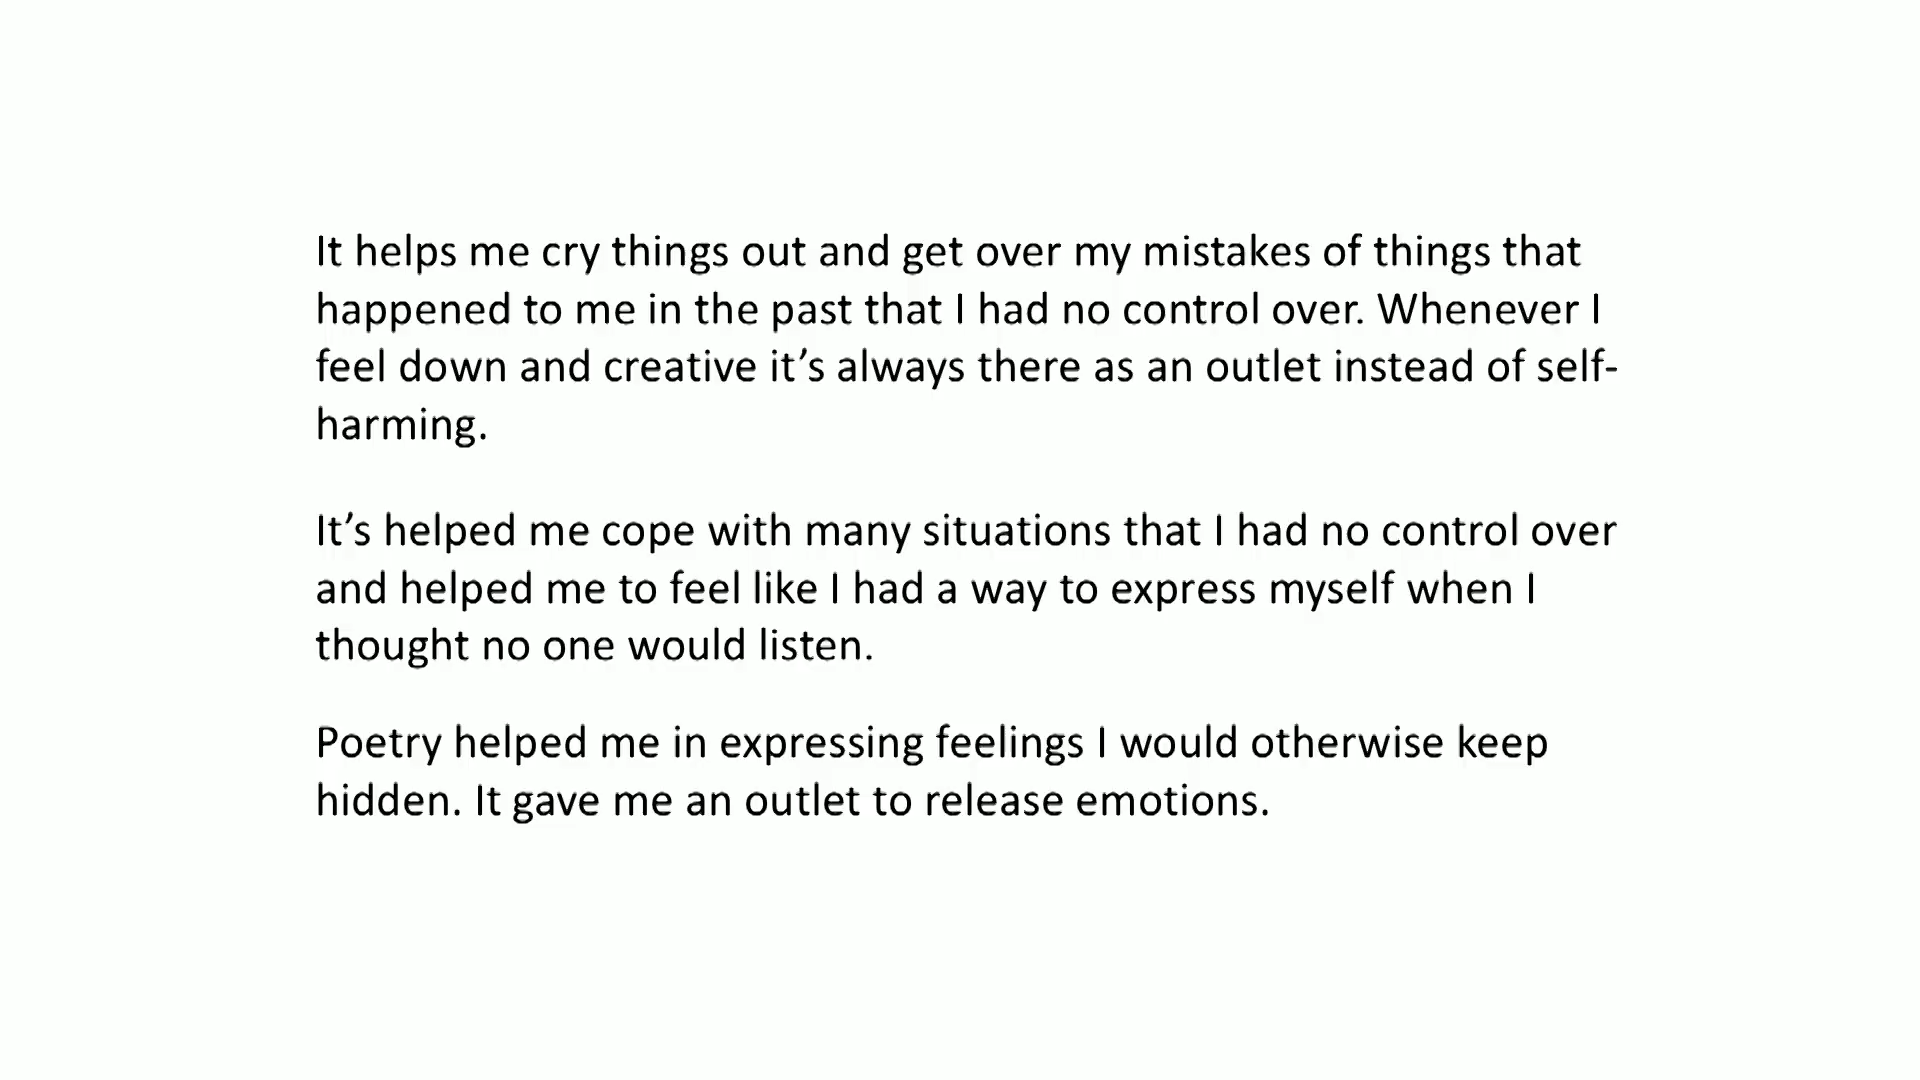 It helps me cry things out and get over my mistakes of things that
happened to me in the past that I had no control over. Whenever I
feel down and creative it’s always there as an outlet instead of self-
harming.
It’s helped me cope with many situations that I had no control over
and helped me to feel like I had a way to express myself when I
thought no one would listen.
Poetry helped me in expressing feelings I would otherwise keep
hidden. It gave me an outlet to release emotions.